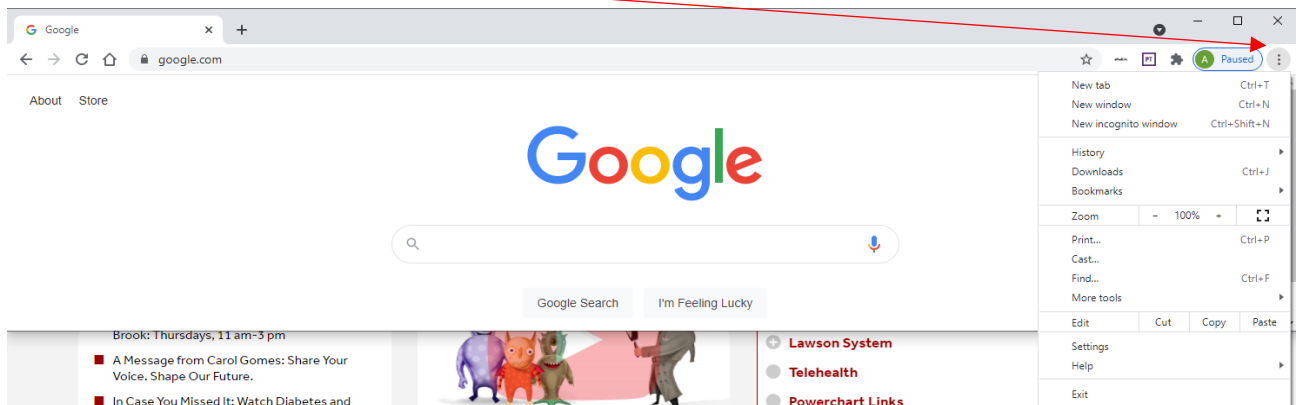 Google
google.com
A Paused
About Store
Google
Google Search I'm Feeling Lucky
New tab Ctrl+T
New window Ctrl+N
New incognito window Ctrl+Shift+N
History
Downloads Ctrl+J
Bookmarks
Zoom - 100% +
Print... Ctrl+P
Cast...
Find... Ctrl+F
More tools
Edit Cut Copy Paste
Settings
Help
Exit
Brook: Thursdays, 11 am-3 pm
A Message from Carol Gomes: Share Your
Voice. Shape Our Future.
In Case You Missed It: Watch Diabetes and
Lawson System
Telehealth
Powerchart Links